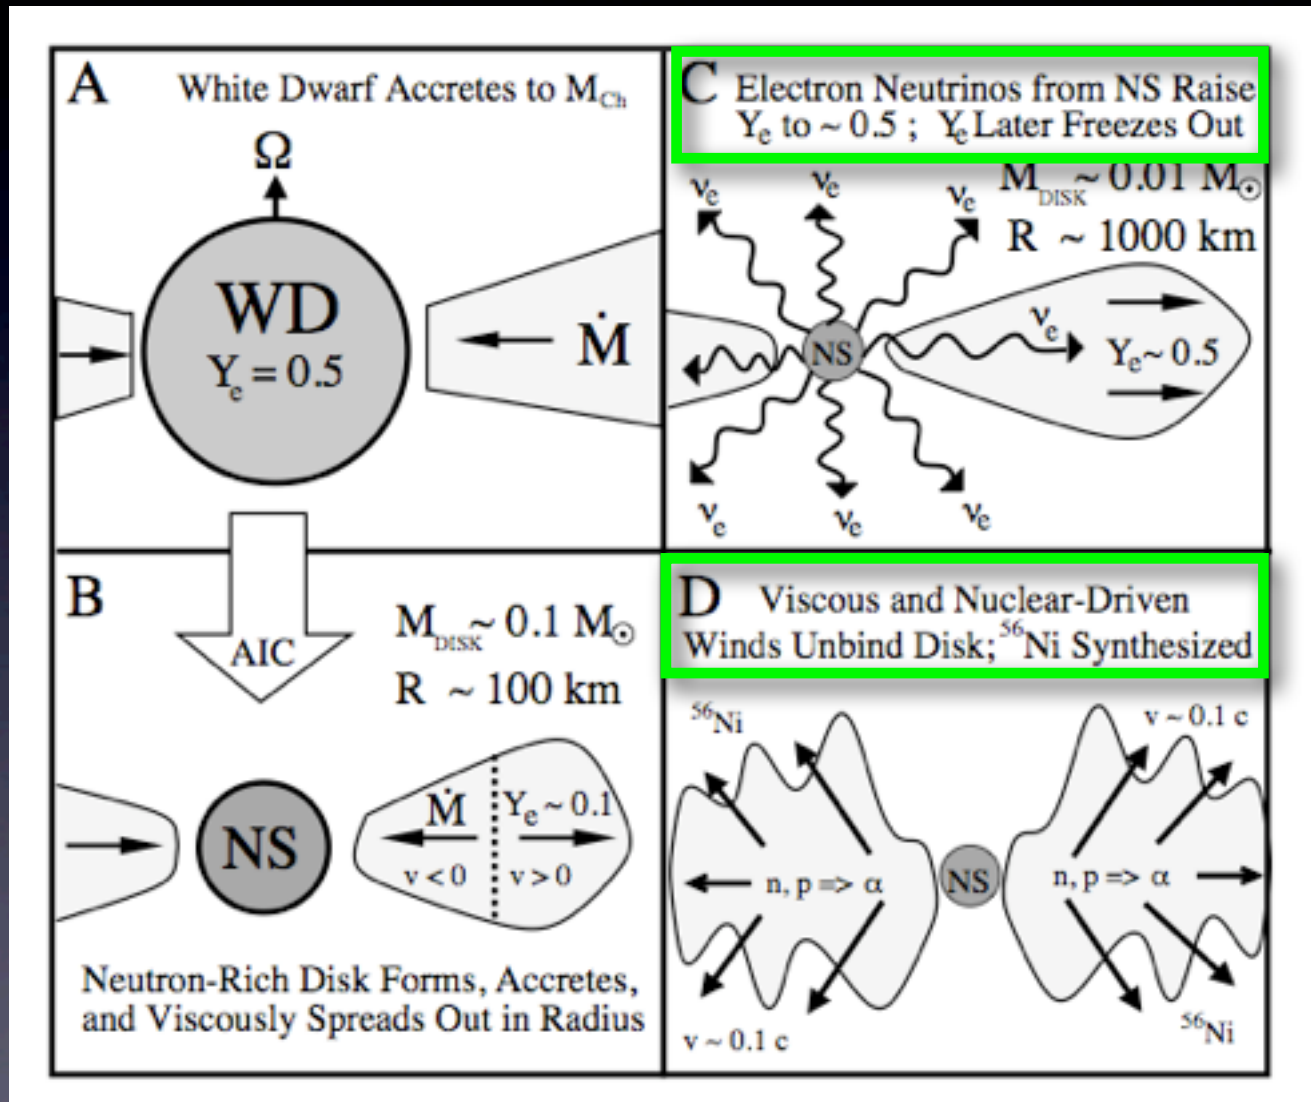 A White Dwarf Accretes to M_Ch
Ω
WD
Y_e = 0.5
Ṁ
AIC
B
M_DISK ~ 0.1 M☉
R ~ 100 km
NS
Ṁ
Y_e ~ 0.1
v < 0
v > 0
Neutron-Rich Disk Forms, Accretes,
and Viscously Spreads Out in Radius
C Electron Neutrinos from NS Raise
Y_e to ~ 0.5 ; Y_e Later Freezes Out
M_DISK ~ 0.01 M☉
R ~ 1000 km
ν_e
ν_e
ν_e
ν_e
NS
Y_e ~ 0.5
ν_e
ν_e
ν_e
D Viscous and Nuclear-Driven
Winds Unbind Disk; ⁵⁶Ni Synthesized
⁵⁶Ni
v ~ 0.1 c
n, p => α
NS
n, p => α
v ~ 0.1 c
⁵⁶Ni